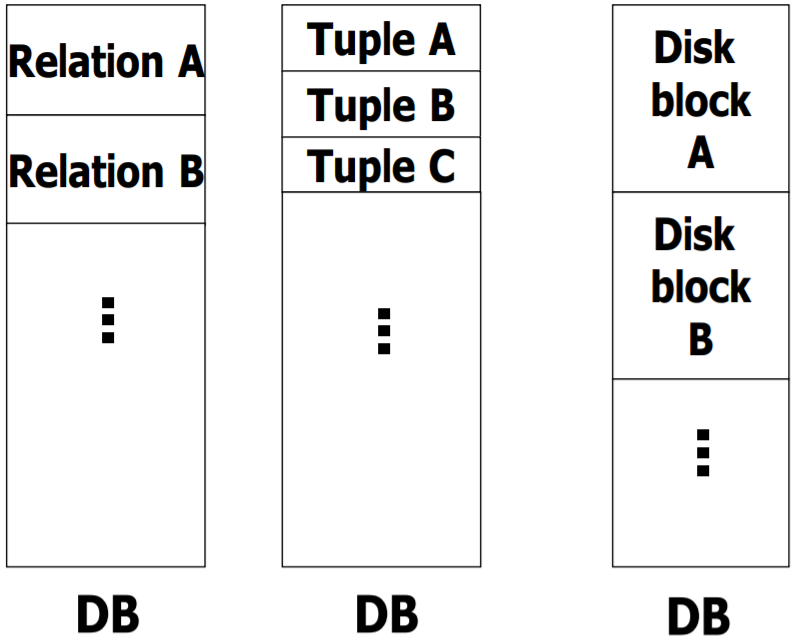 Relation A
Relation B
DB
Tuple A
Tuple B
Tuple C
DB
Disk
block
A
Disk
block
B
DB